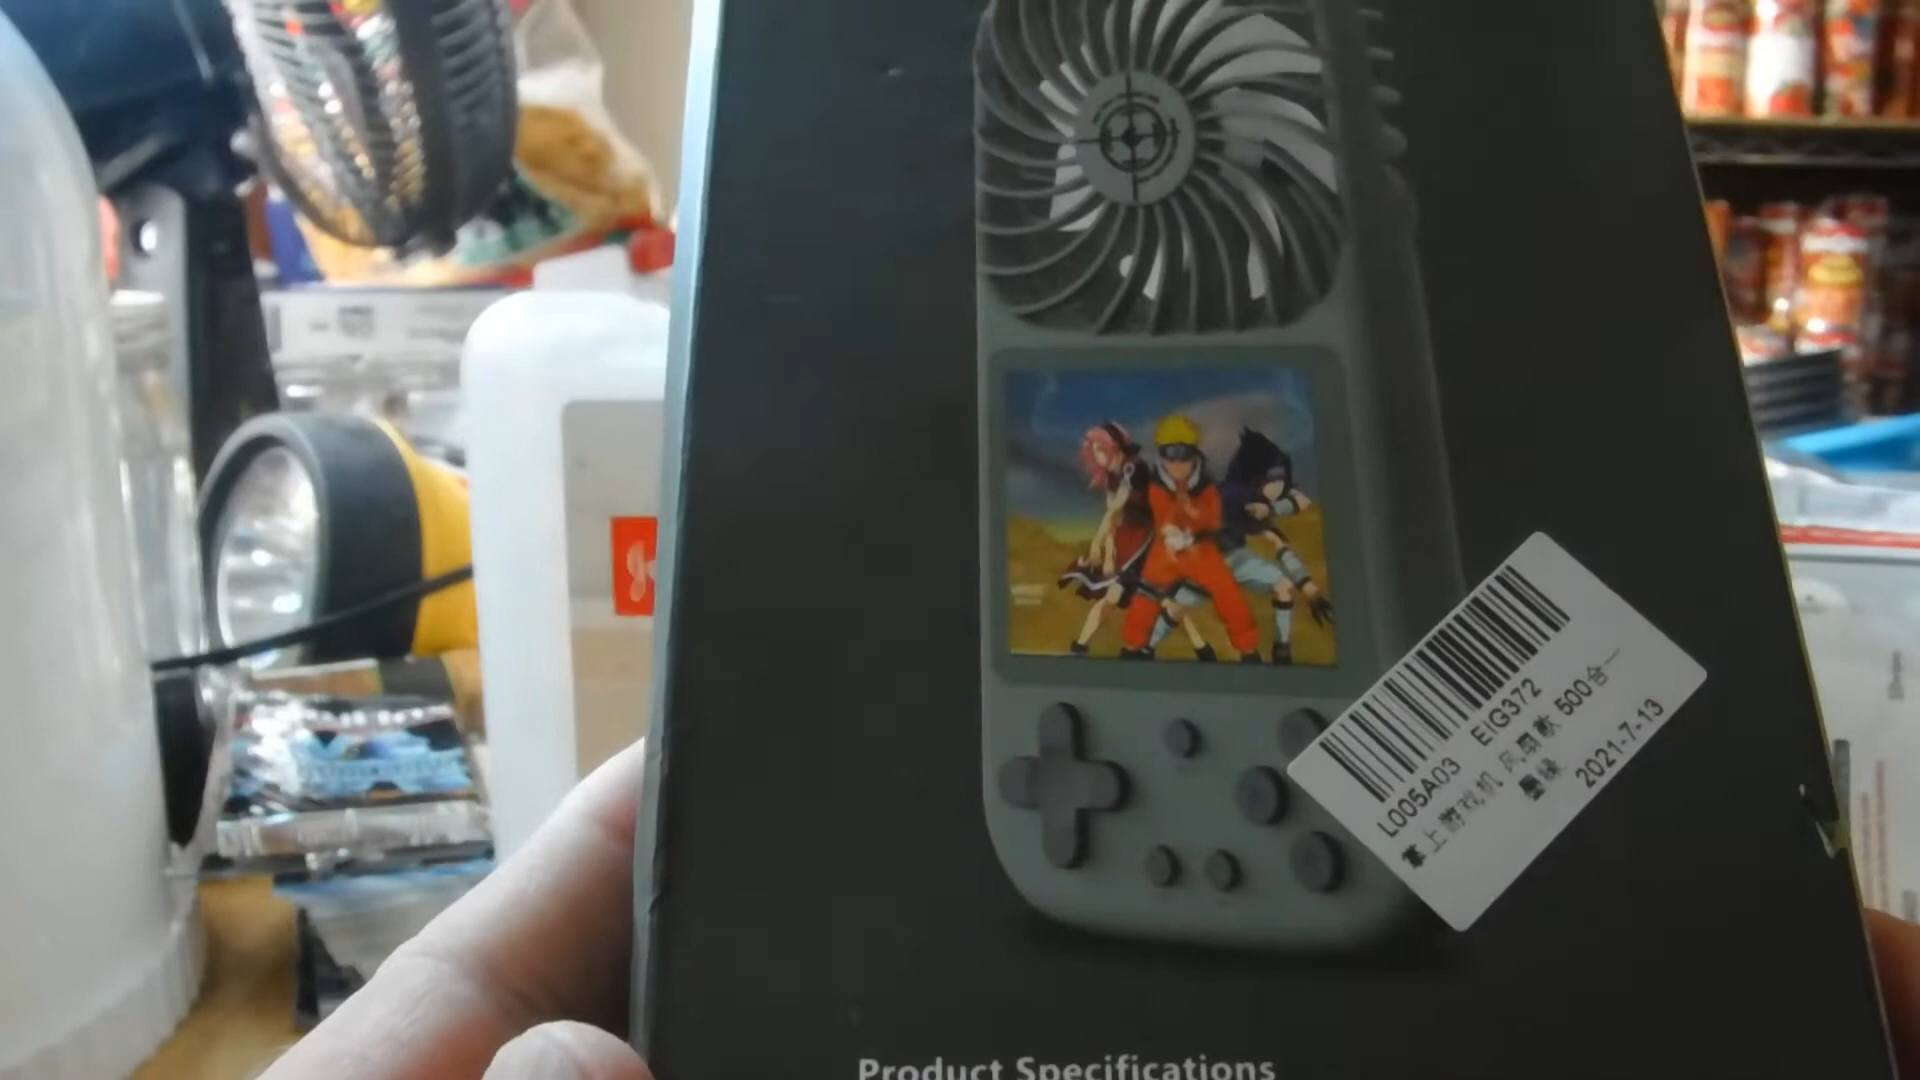 L005A03 EIG372
掌上游戏机 风扇款 500合一
墨绿 2021-7-13
Product Specifications